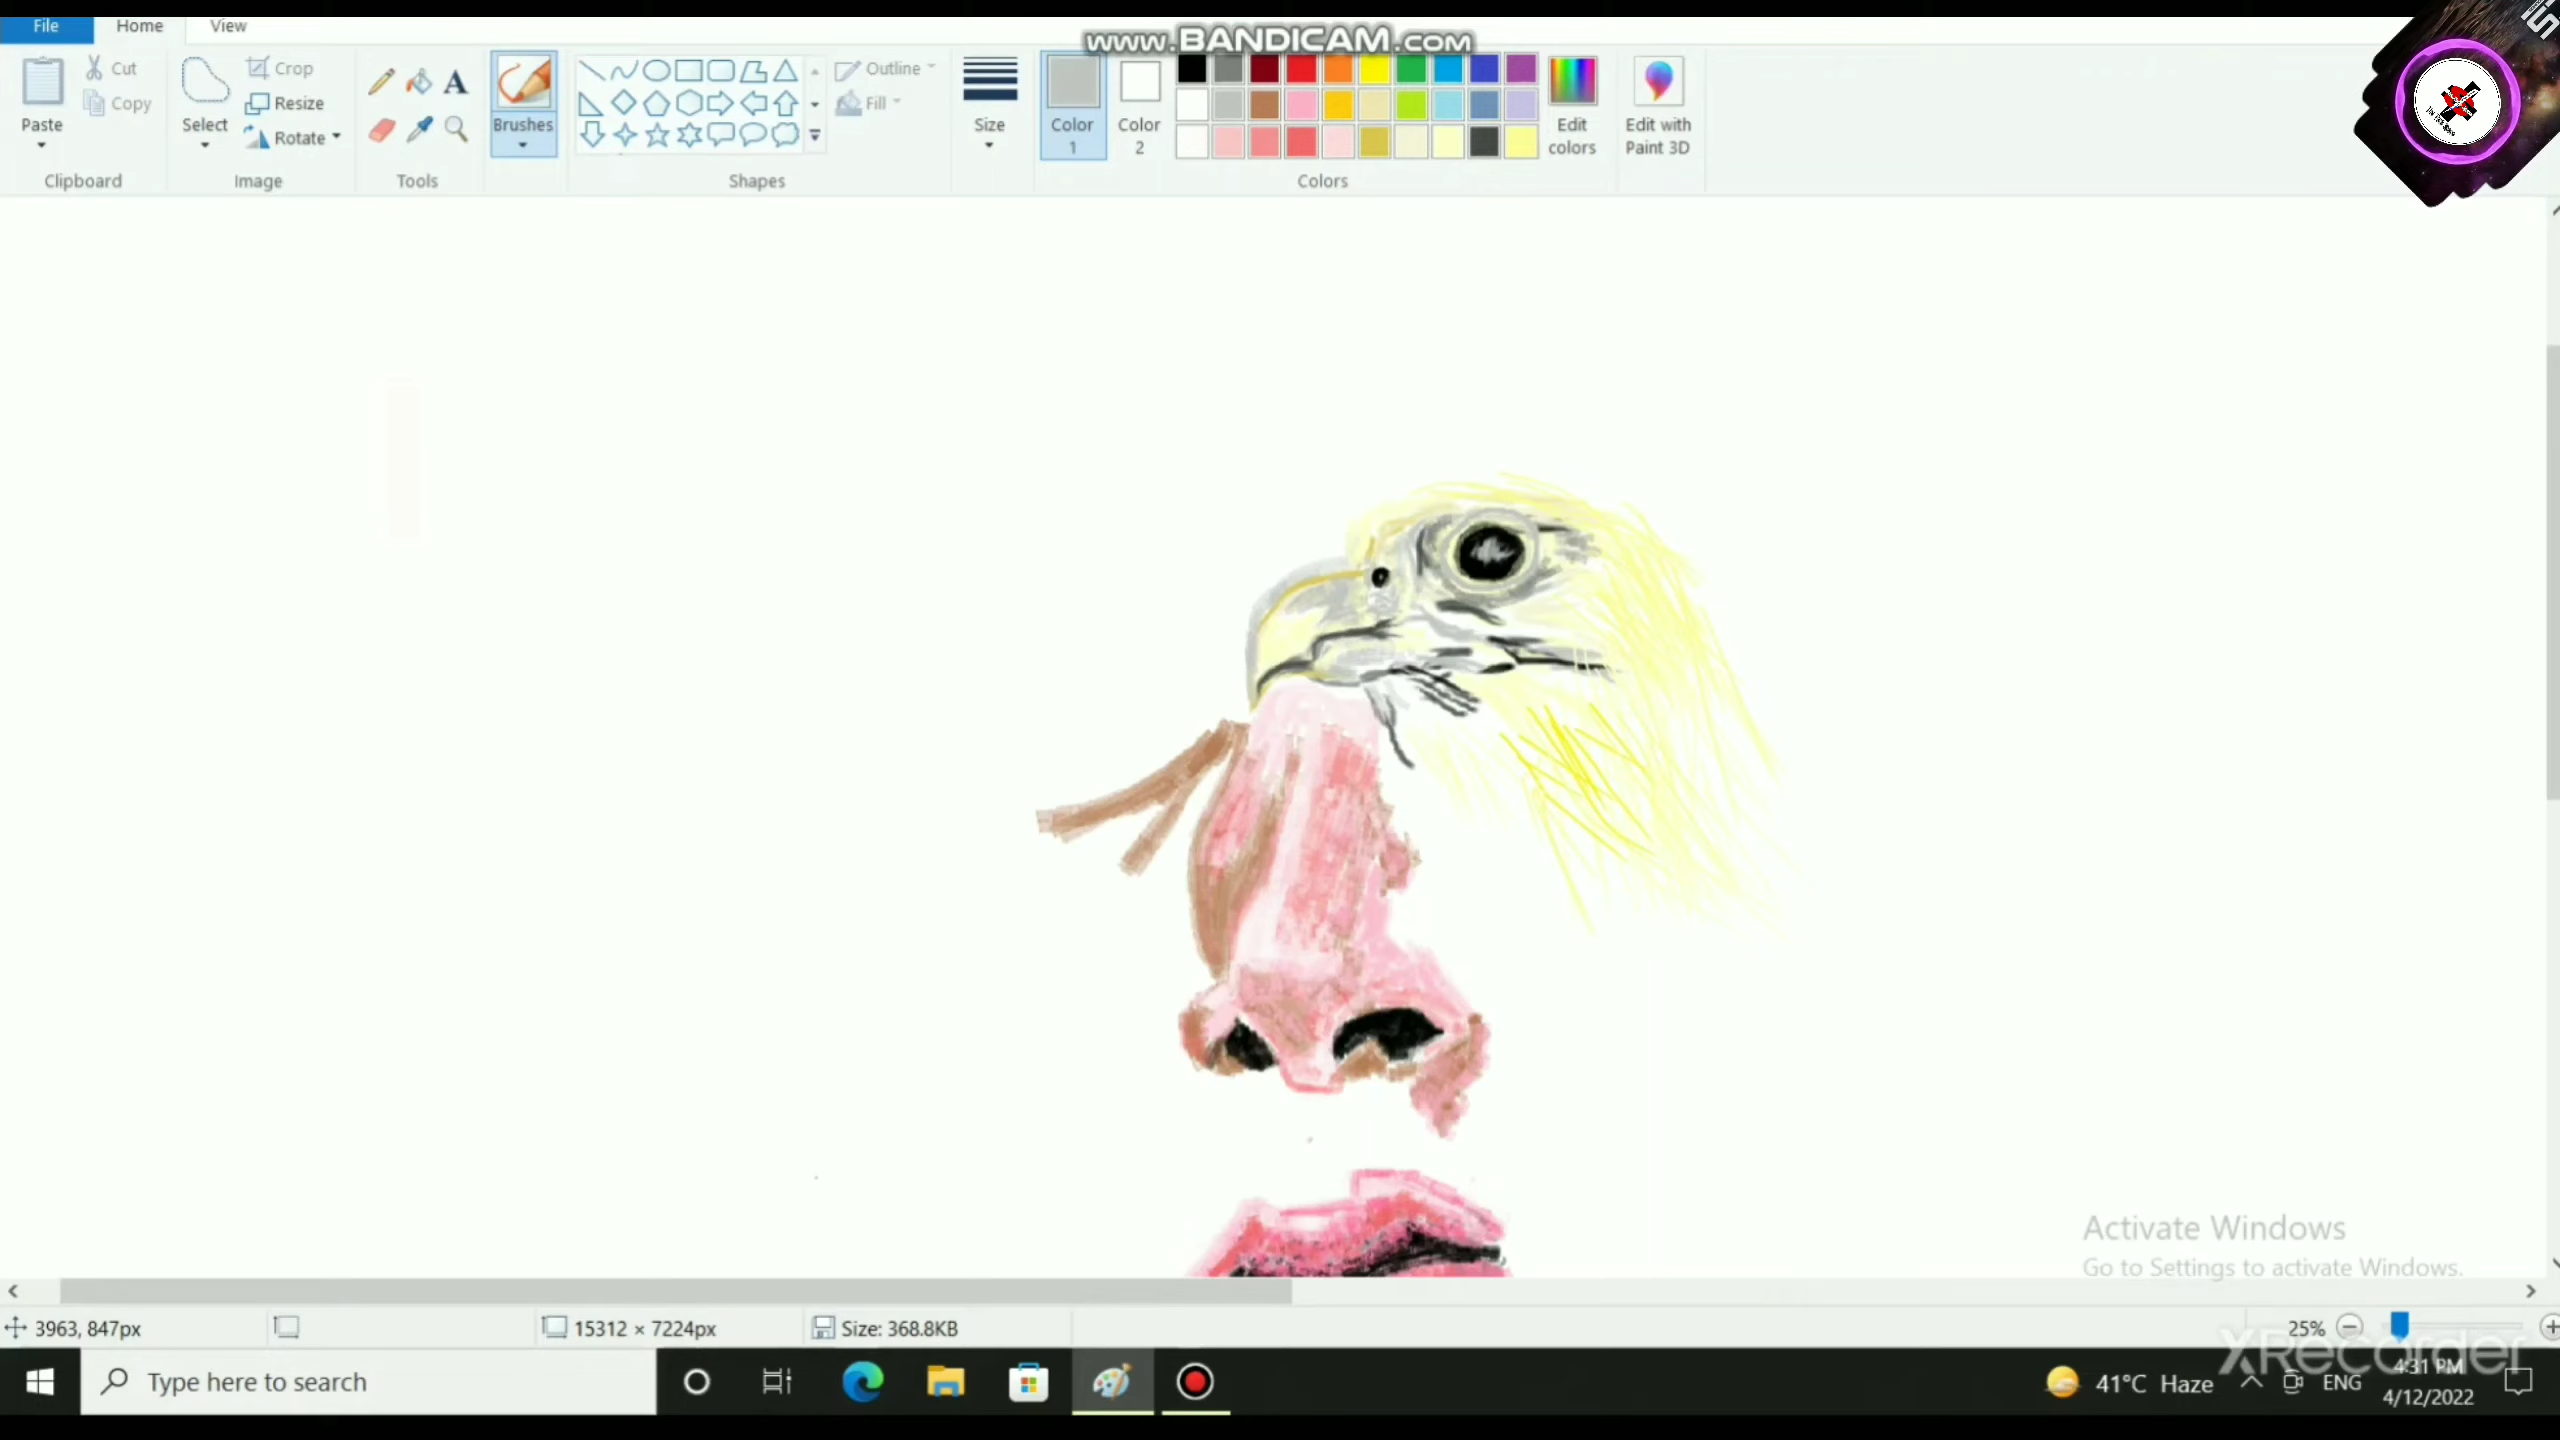 File Home View
www.BANDICAM.com
Paste
Cut
Copy
Clipboard
Select
Crop
Resize
Rotate
Image
A
Tools
Brushes
Shapes
Outline
Fill
Size
Color
1
Color
2
Edit
colors
Colors
Edit with
Paint 3D
Activate Windows
Go to Settings to activate Windows.
3963, 847px
15312 × 7224px
Size: 368.8KB
25%
XRecorder
Type here to search
41°C Haze
ENG
4:31 PM
4/12/2022